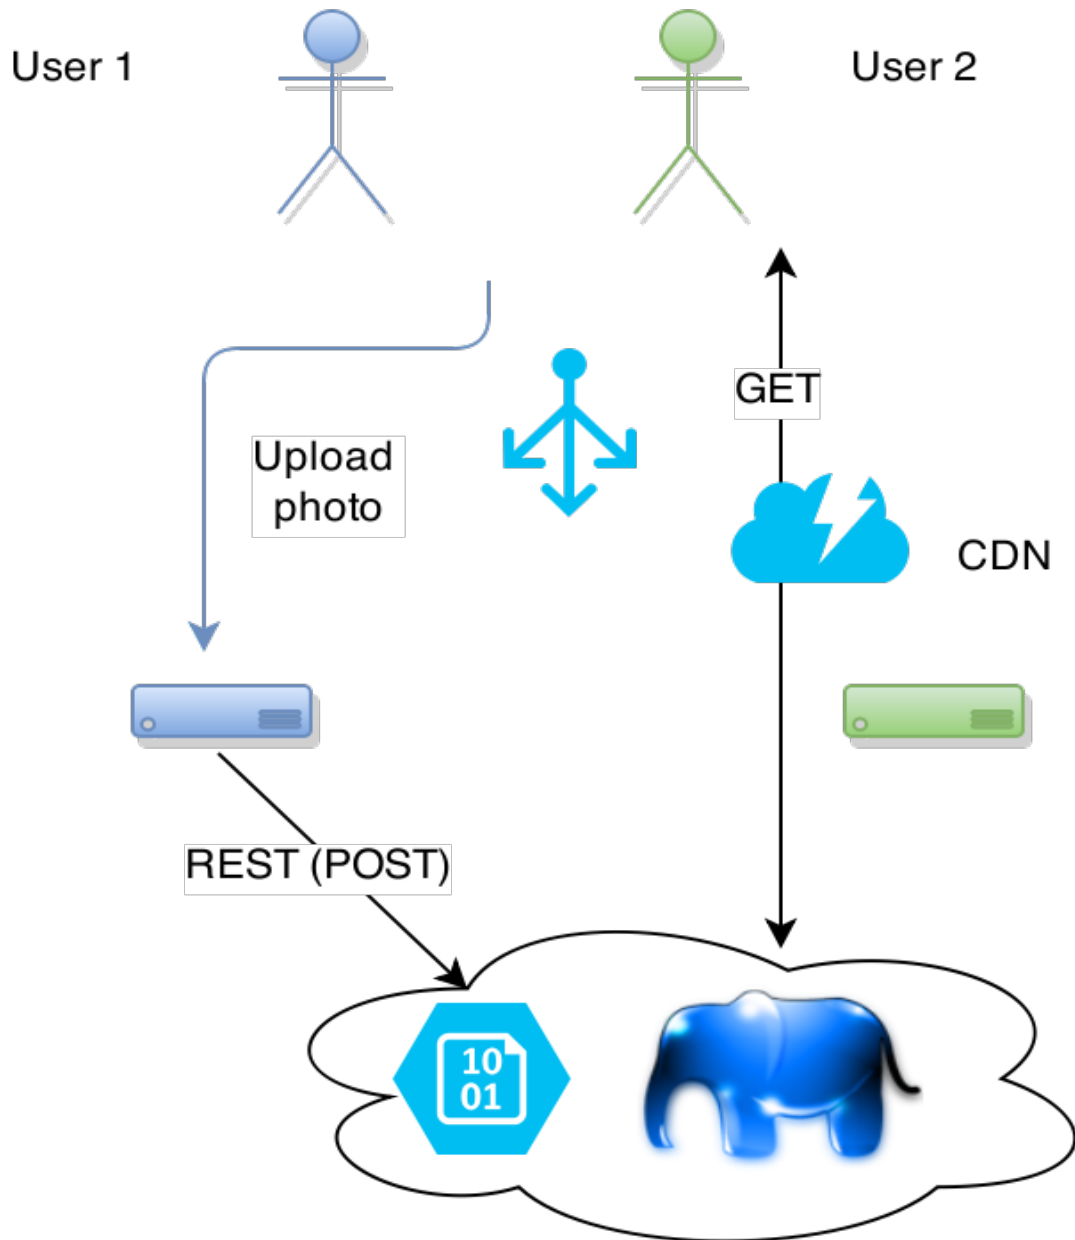 User 1
User 2
GET
Upload
photo
CDN
REST (POST)
10
01